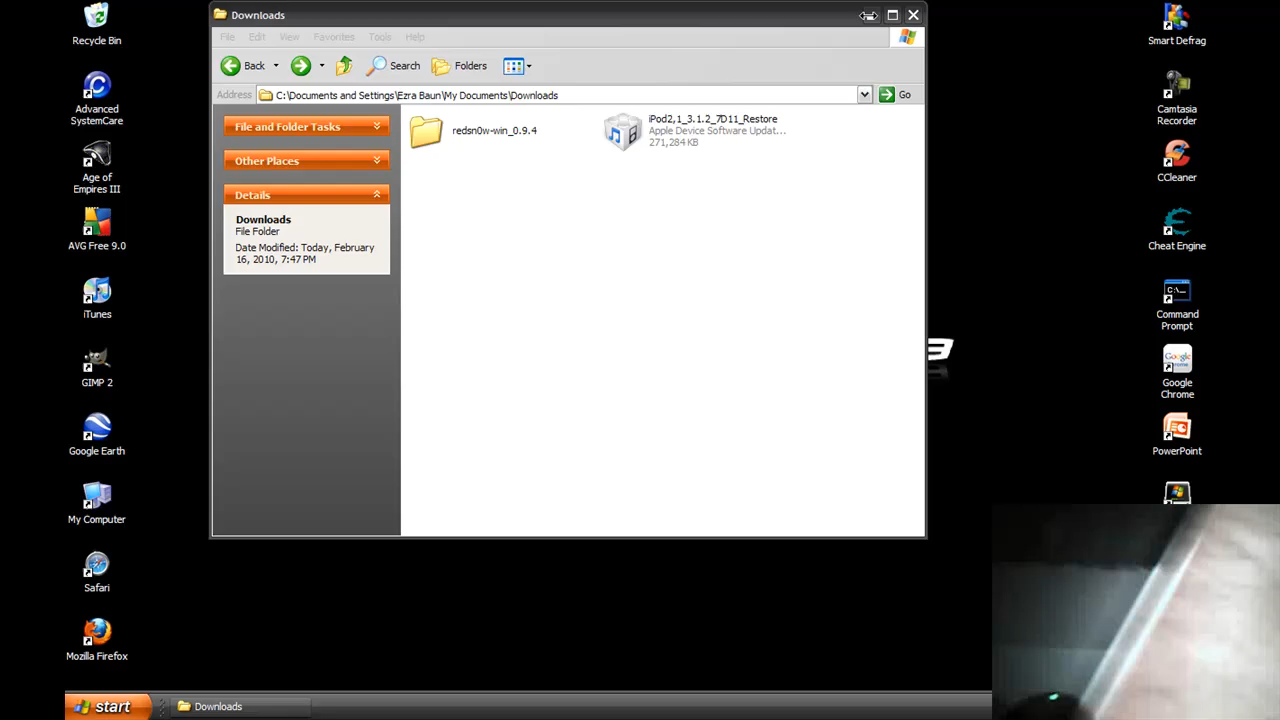 Downloads
File Edit View Favorites Tools Help
Back Search Folders
Address C:\Documents and Settings\Ezra Baun\My Documents\Downloads Go
File and Folder Tasks
Other Places
Details
Downloads
File Folder
Date Modified: Today, February
16, 2010, 7:47 PM
redsn0w-win_0.9.4
iPod2,1_3.1.2_7D11_Restore
Apple Device Software Updat...
271,284 KB
Recycle Bin
Advanced
SystemCare
Age of
Empires III
AVG Free 9.0
iTunes
GIMP 2
Google Earth
My Computer
Safari
Mozilla Firefox
Smart Defrag
Camtasia
Recorder
CCleaner
Cheat Engine
C:\_
Command
Prompt
Google
Google
Chrome
PowerPoint
start
Downloads